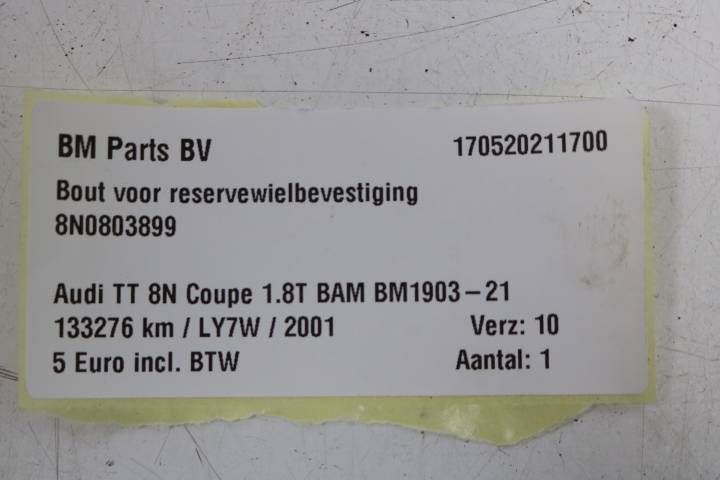 BM Parts BV 170520211700
Bout voor reservewielbevestiging
8N0803899
Audi TT 8N Coupe 1.8T BAM BM1903-21
133276 km / LY7W / 2001 Verz: 10
5 Euro incl. BTW Aantal: 1